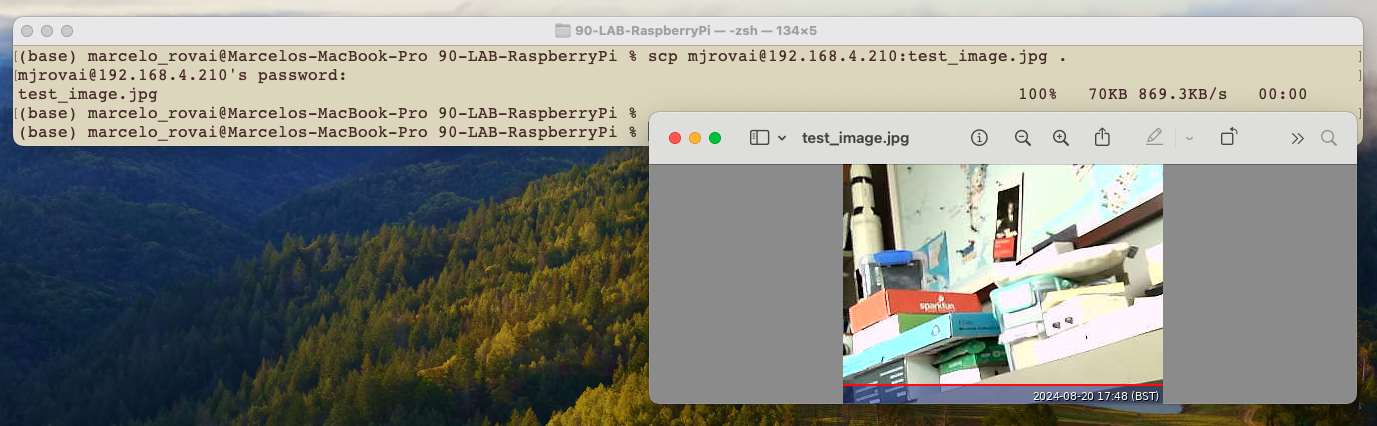 90-LAB-RaspberryPi — -zsh — 134×5
(base) marcelo_rovai@Marcelos-MacBook-Pro 90-LAB-RaspberryPi % scp mjrovai@192.168.4.210:test_image.jpg .
mjrovai@192.168.4.210's password:
test_image.jpg 100% 70KB 869.3KB/s 00:00
(base) marcelo_rovai@Marcelos-MacBook-Pro 90-LAB-RaspberryPi %
(base) marcelo_rovai@Marcelos-MacBook-Pro 90-LAB-RaspberryPi %
test_image.jpg
sparkfun
2024-08-20 17:48 (BST)